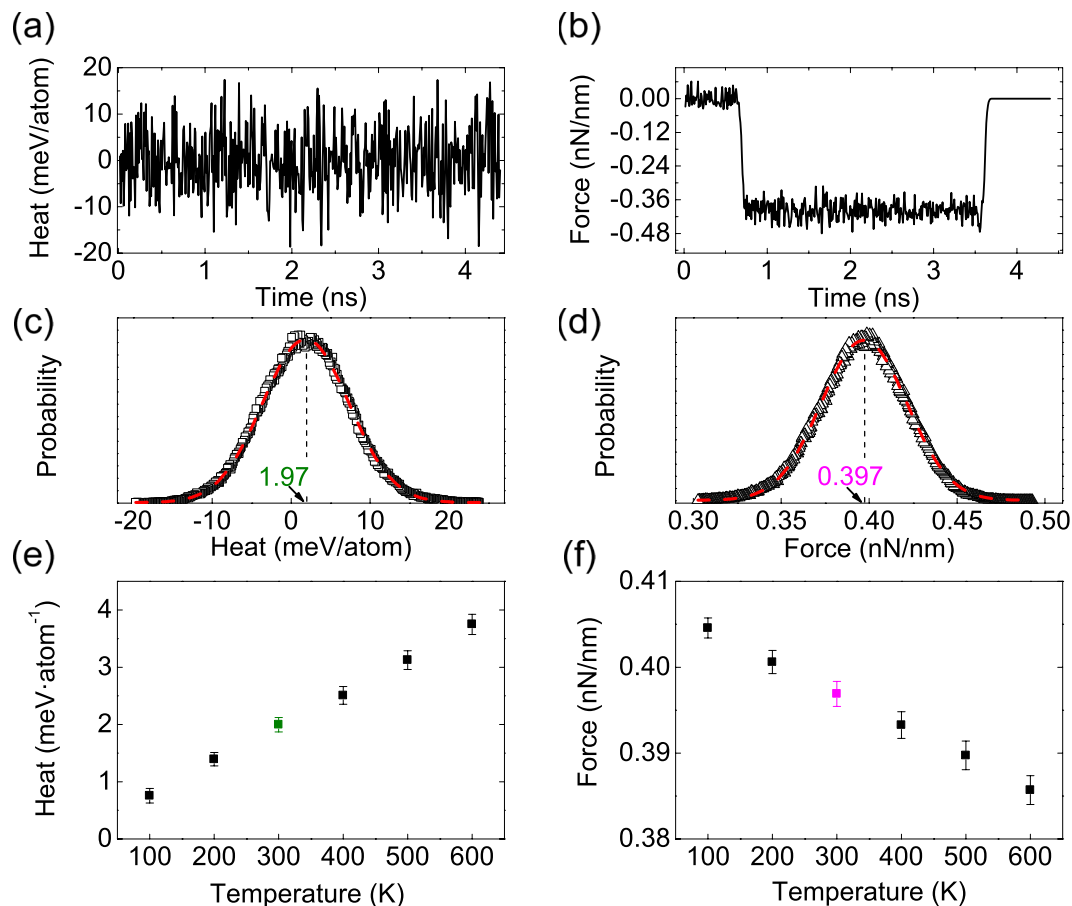 (a)
Heat (meV/atom)
20
10
0
-10
-20
0 1 2 3 4
Time (ns)
(b)
Force (nN/nm)
0.00
-0.12
-0.24
-0.36
-0.48
0 1 2 3 4
Time (ns)
(c)
Probability
1.97
-20 -10 0 10 20
Heat (meV/atom)
(d)
Probability
0.397
0.30 0.35 0.40 0.45 0.50
Force (nN/nm)
(e)
Heat (meV·atom⁻¹)
4
3
2
1
0
100 200 300 400 500 600
Temperature (K)
(f)
Force (nN/nm)
0.41
0.40
0.39
0.38
100 200 300 400 500 600
Temperature (K)